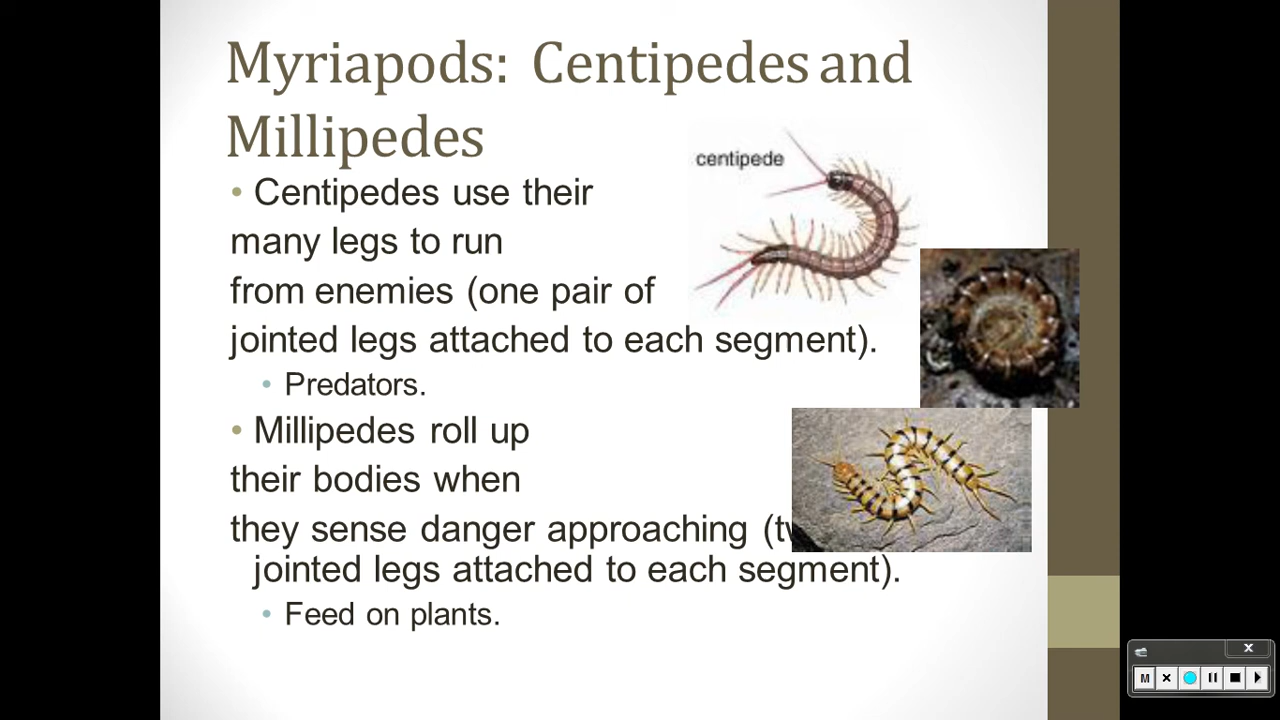 Myriapods: Centipedes and
Millipedes
centipede
• Centipedes use their
many legs to run
from enemies (one pair of
jointed legs attached to each segment).
• Predators.
• Millipedes roll up
their bodies when
they sense danger approaching
jointed legs attached to each segment).
• Feed on plants.
M